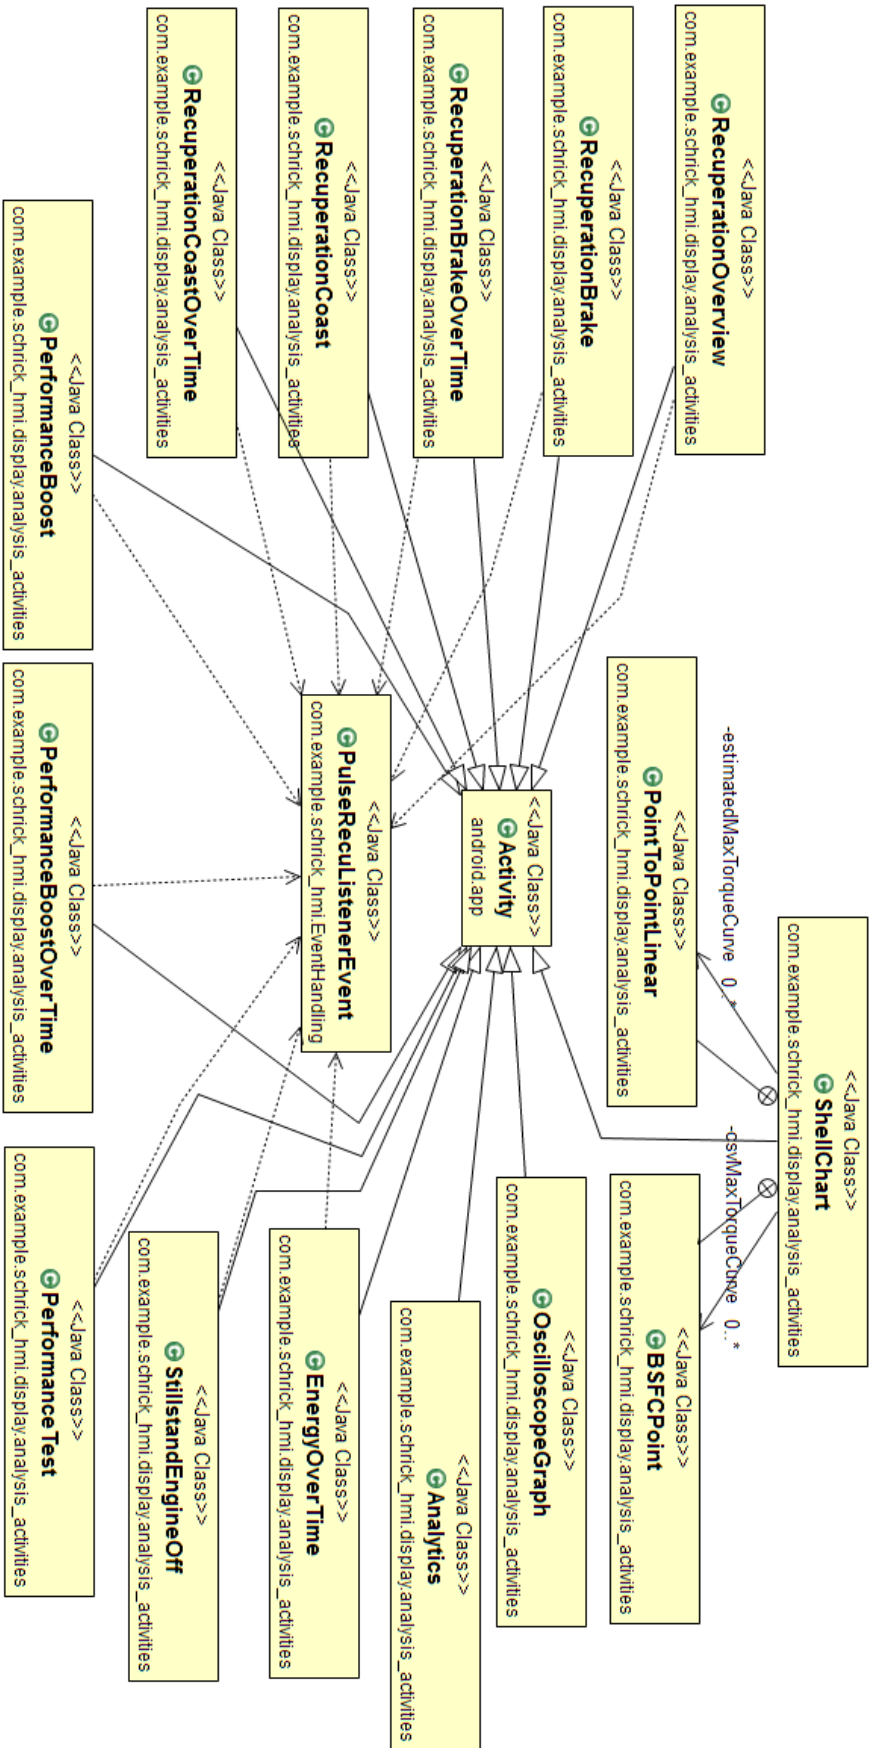 <<Java Class>>
RecuperationOverview
com.example.schrick_hmi.display.analysis_activities
<<Java Class>>
RecuperationBrake
com.example.schrick_hmi.display.analysis_activities
<<Java Class>>
RecuperationBrakeOverTime
com.example.schrick_hmi.display.analysis_activities
<<Java Class>>
RecuperationCoast
com.example.schrick_hmi.display.analysis_activities
<<Java Class>>
RecuperationCoastOverTime
com.example.schrick_hmi.display.analysis_activities
<<Java Class>>
PerformanceBoost
com.example.schrick_hmi.display.analysis_activities
<<Java Class>>
ShellChart
com.example.schrick_hmi.display.analysis_activities
-estimatedMaxTorqueCurve 0..*
-csvMaxTorqueCurve 0..*
<<Java Class>>
PointToPointLinear
com.example.schrick_hmi.display.analysis_activities
<<Java Class>>
BSFCPoint
com.example.schrick_hmi.display.analysis_activities
<<Java Class>>
Activity
android.app
<<Java Class>>
PulseRecuListenerEvent
com.example.schrick_hmi.EventHandling
<<Java Class>>
OscilloscopeGraph
com.example.schrick_hmi.display.analysis_activities
<<Java Class>>
Analytics
com.example.schrick_hmi.display.analysis_activities
<<Java Class>>
EnergyOverTime
com.example.schrick_hmi.display.analysis_activities
<<Java Class>>
StillstandEngineOff
com.example.schrick_hmi.display.analysis_activities
<<Java Class>>
PerformanceBoostOverTime
com.example.schrick_hmi.display.analysis_activities
<<Java Class>>
PerformanceTest
com.example.schrick_hmi.display.analysis_activities